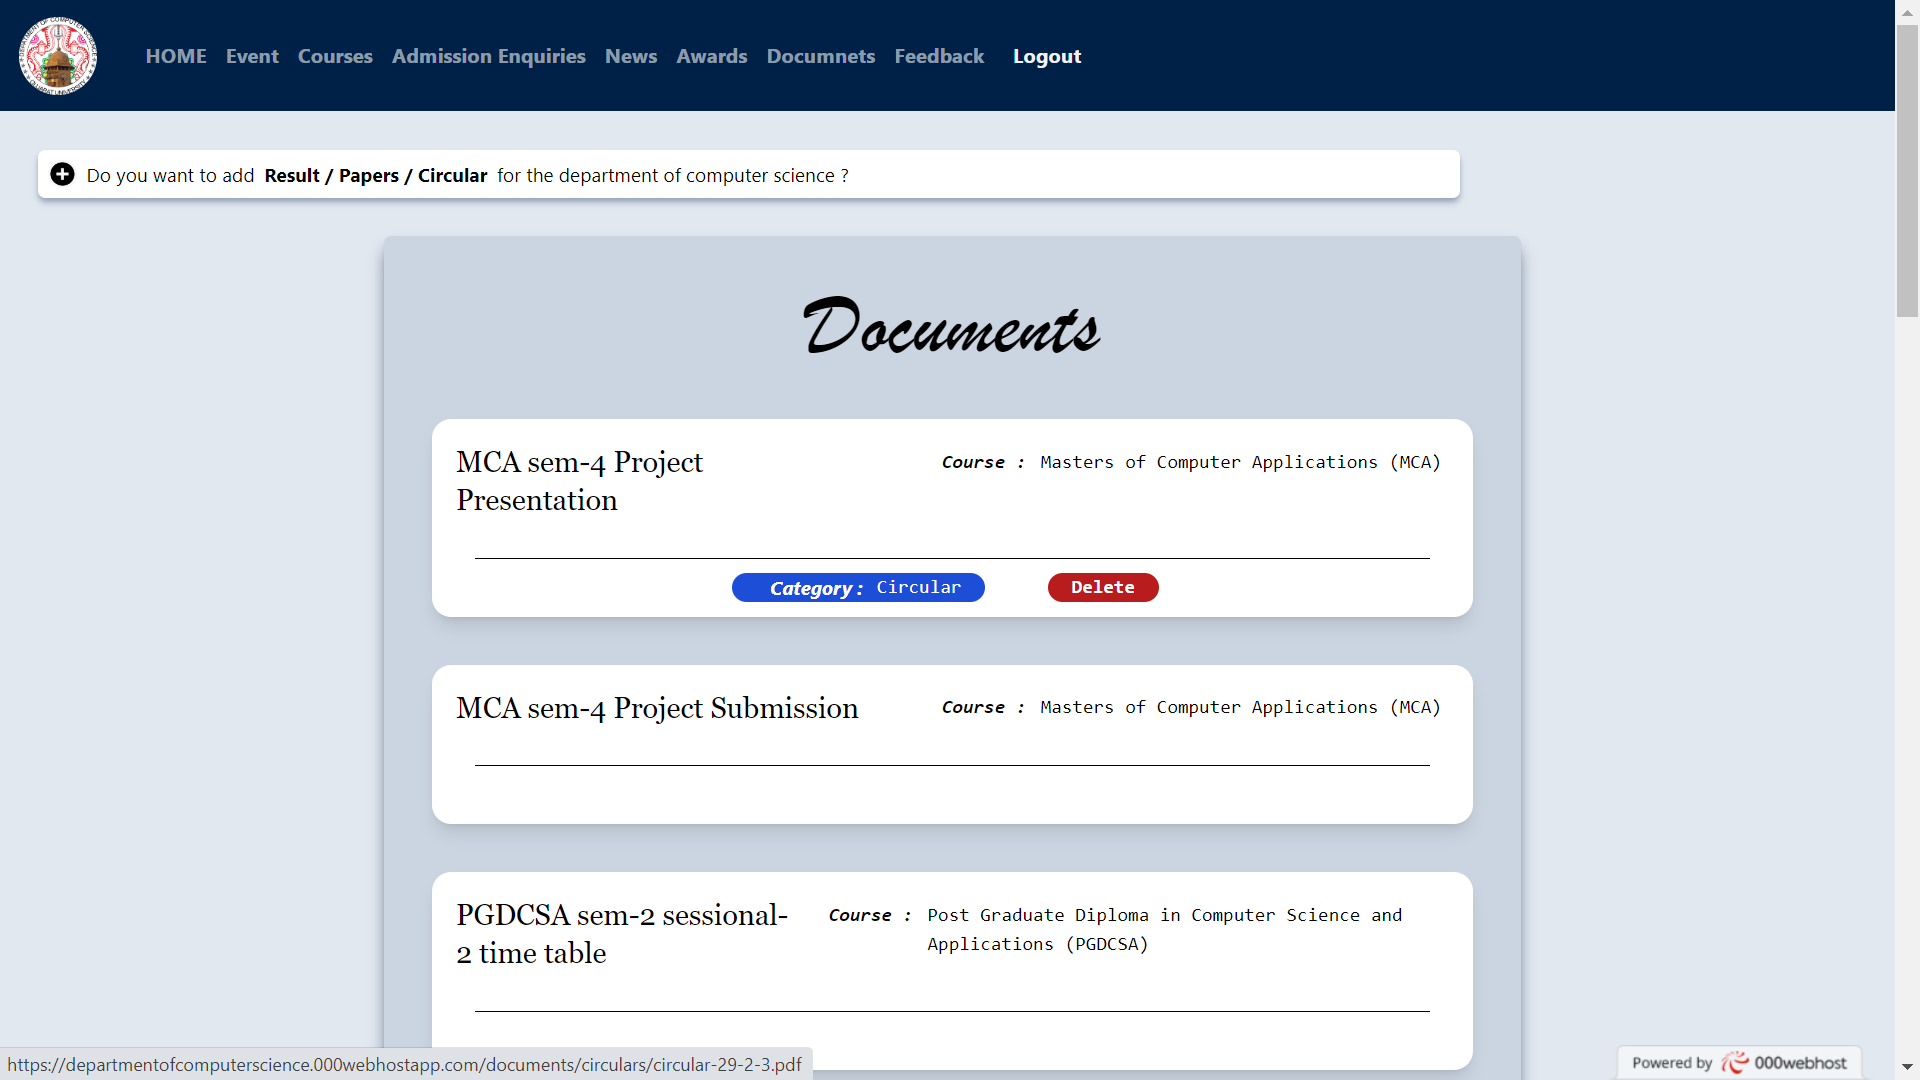 HOME Event Courses Admission Enquiries News Awards Documnets Feedback Logout
Do you want to add Result / Papers / Circular for the department of computer science ?
Documents
MCA sem-4 Project
Presentation
Course : Masters of Computer Applications (MCA)
Category : Circular
Delete
MCA sem-4 Project Submission
Course : Masters of Computer Applications (MCA)
PGDCSA sem-2 sessional-
2 time table
Course : Post Graduate Diploma in Computer Science and
Applications (PGDCSA)
https://departmentofcomputerscience.000webhostapp.com/documents/circulars/circular-29-2-3.pdf
Powered by 000webhost